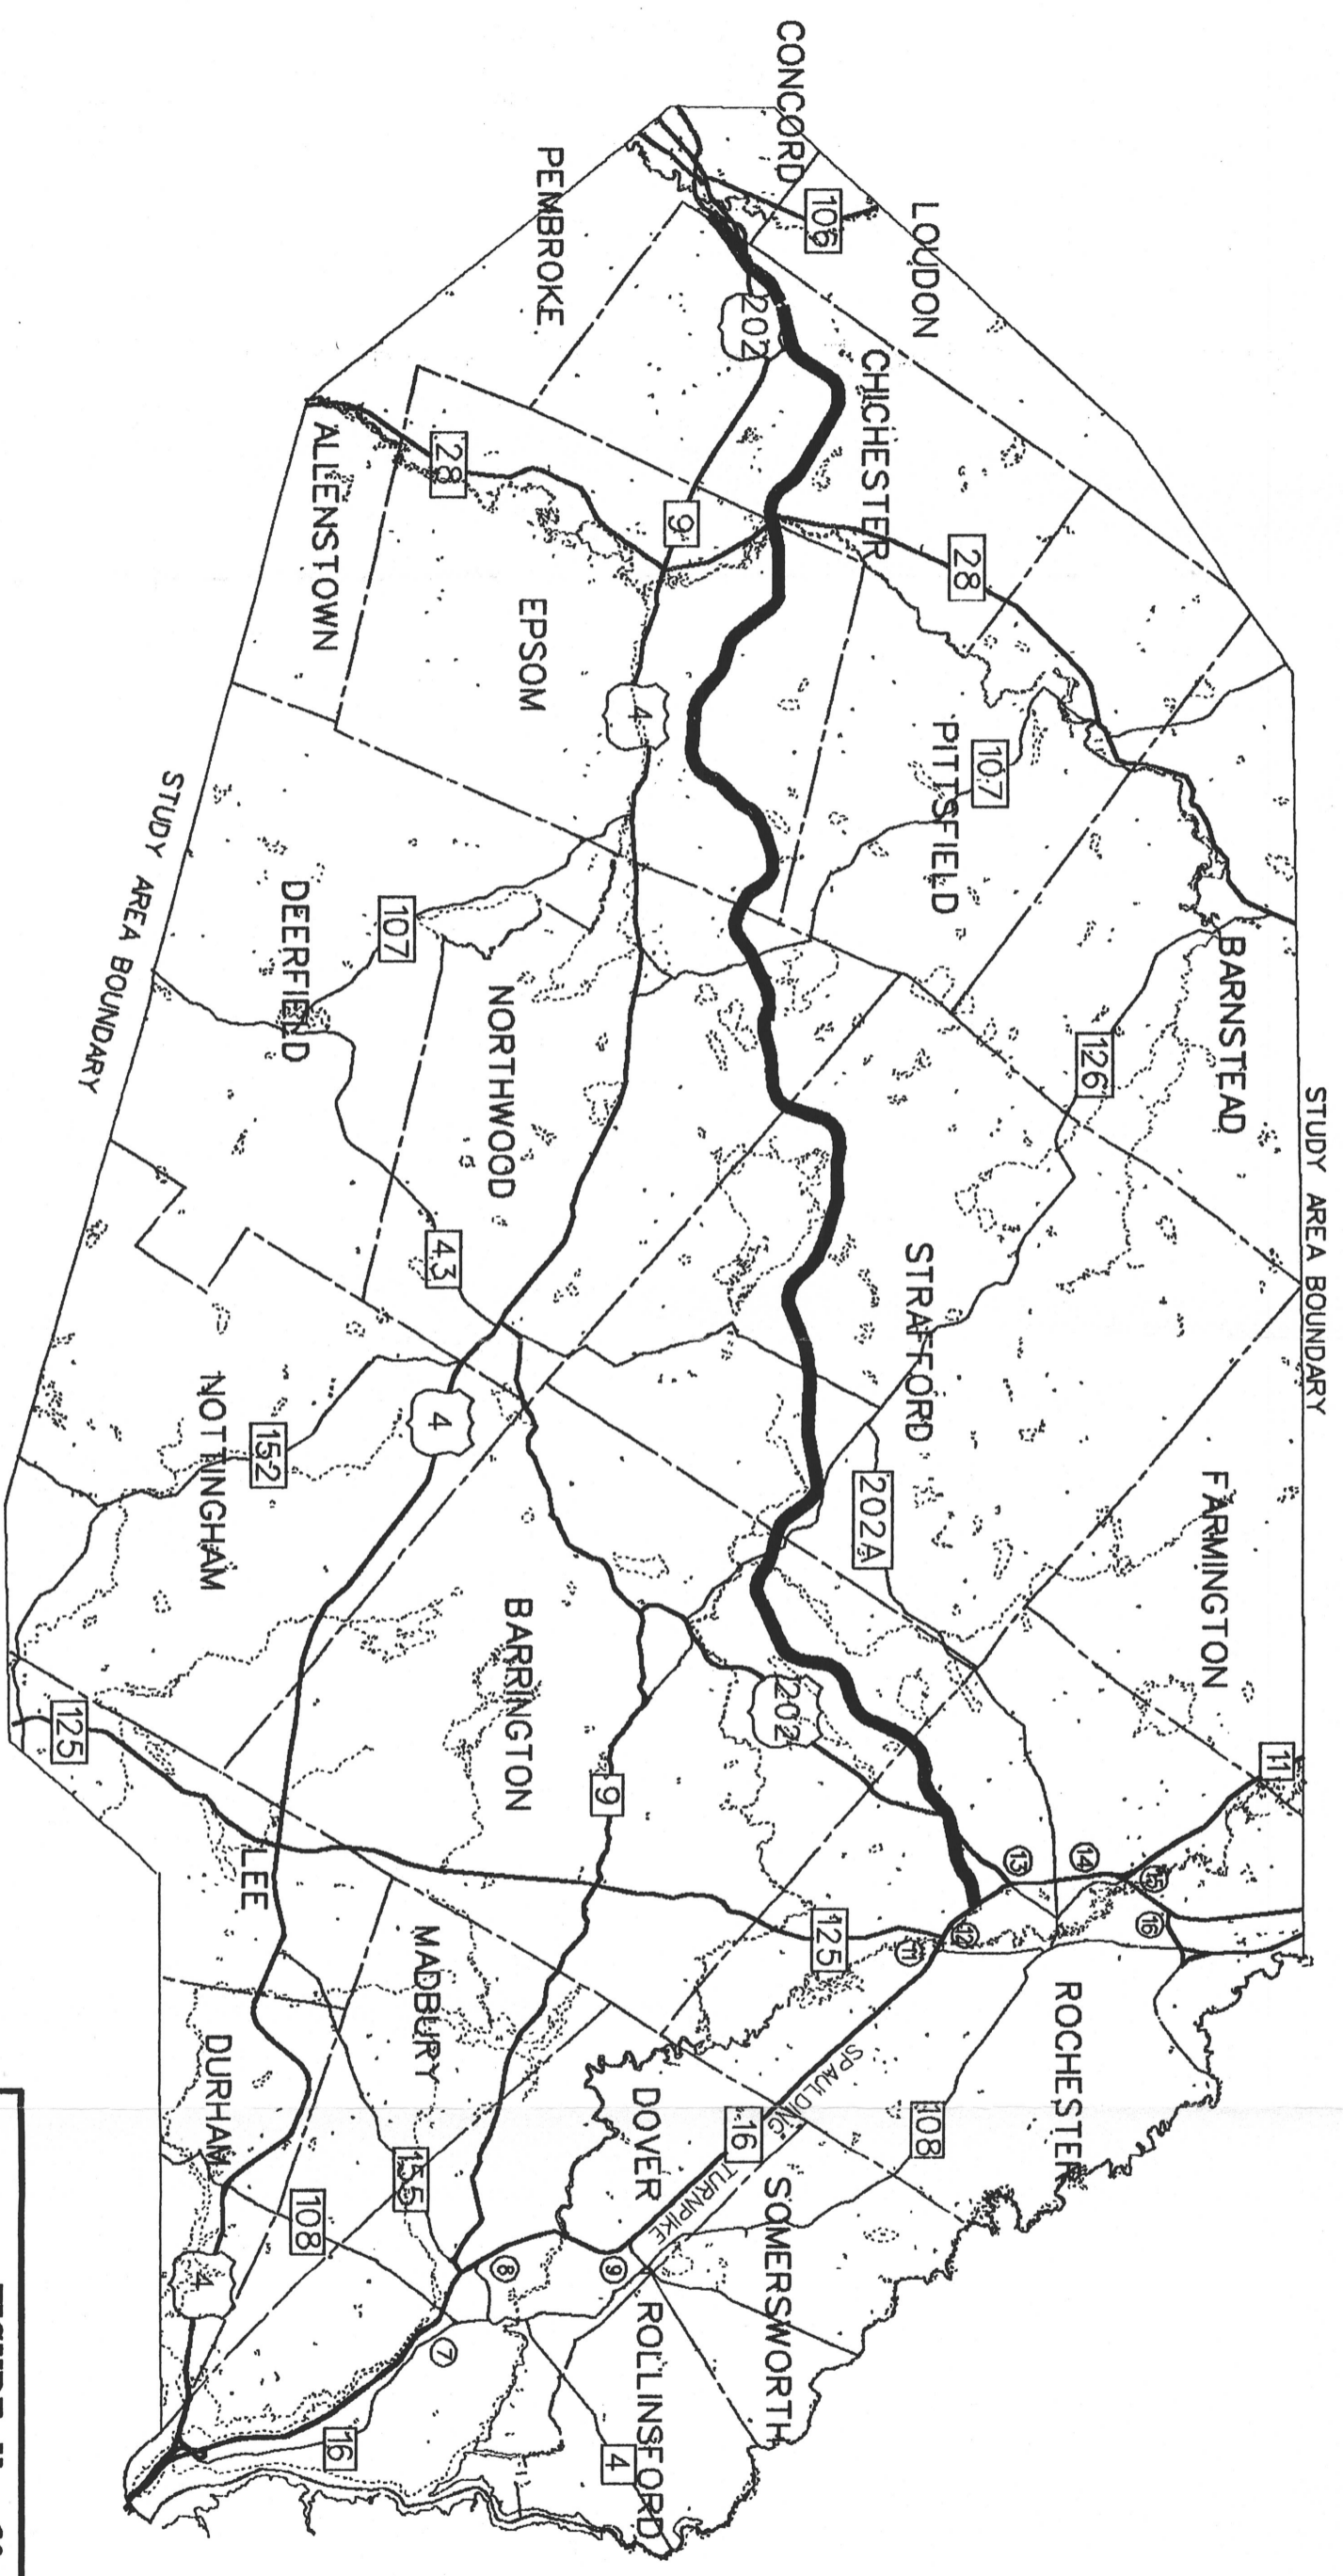 CONCORD
LOUDON
106
PEMBROKE
202
CHICHESTER
28
9
28
ALLENSTOWN
EPSOM
4
PITTSFIELD
107
BARNSTEAD
STUDY AREA BOUNDARY
DEERFIELD
107
NORTHWOOD
126
STUDY AREA BOUNDARY
43
STRAFFORD
NOTTINGHAM
152
4
202A
FARMINGTON
BARRINGTON
202
125
9
11
LEE
13
14
15
16
12
11
125
MADBURY
ROCHESTER
DURHAM
SPAULDING
TURNPIKE
16
DOVER
108
155
108
SOMERSWORTH
4
8
9
7
ROLLINSFORD
16
4